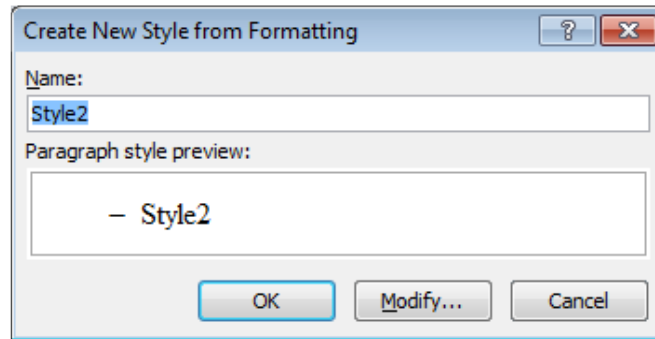 Create New Style from Formatting
Name:
Style2
Paragraph style preview:
– Style2
OK Modify... Cancel